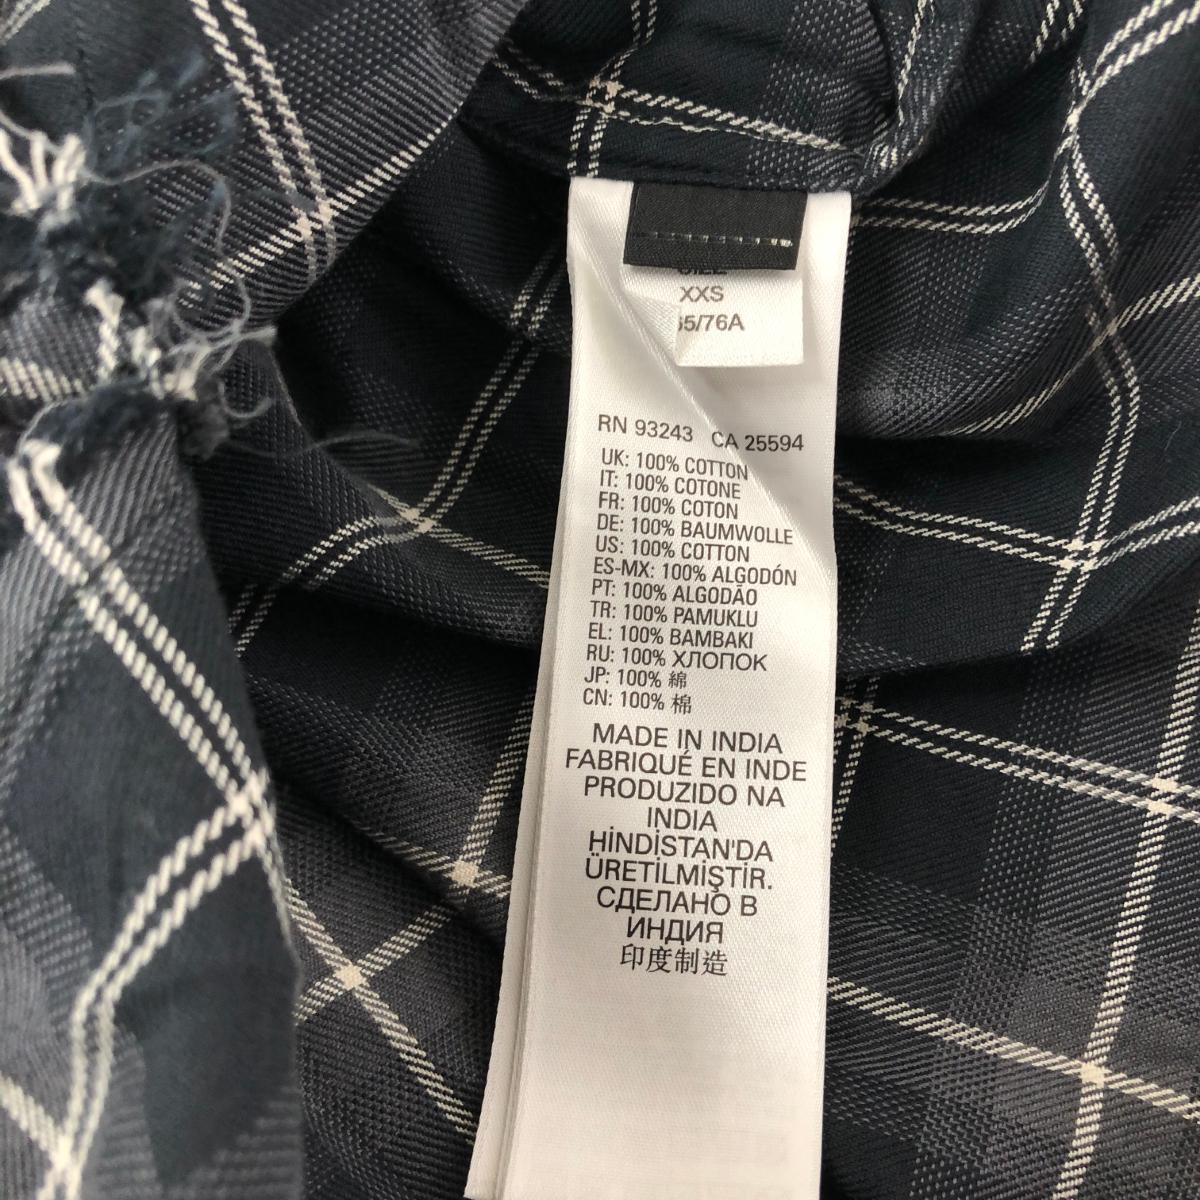 XXS
5/76A
RN 93243 CA 25594
UK: 100% COTTON
IT: 100% COTONE
FR: 100% COTON
DE: 100% BAUMWOLLE
US: 100% COTTON
ES-MX: 100% ALGODÓN
PT: 100% ALGODÃO
TR: 100% PAMUKLU
EL: 100% BAMBAKI
RU: 100% ХЛОПОК
JP: 100% 綿
CN: 100% 棉
MADE IN INDIA
FABRIQUÉ EN INDE
PRODUZIDO NA
INDIA
HİNDİSTAN'DA
ÜRETİLMİŞTİR.
СДЕЛАНО В
ИНДИЯ
印度制造